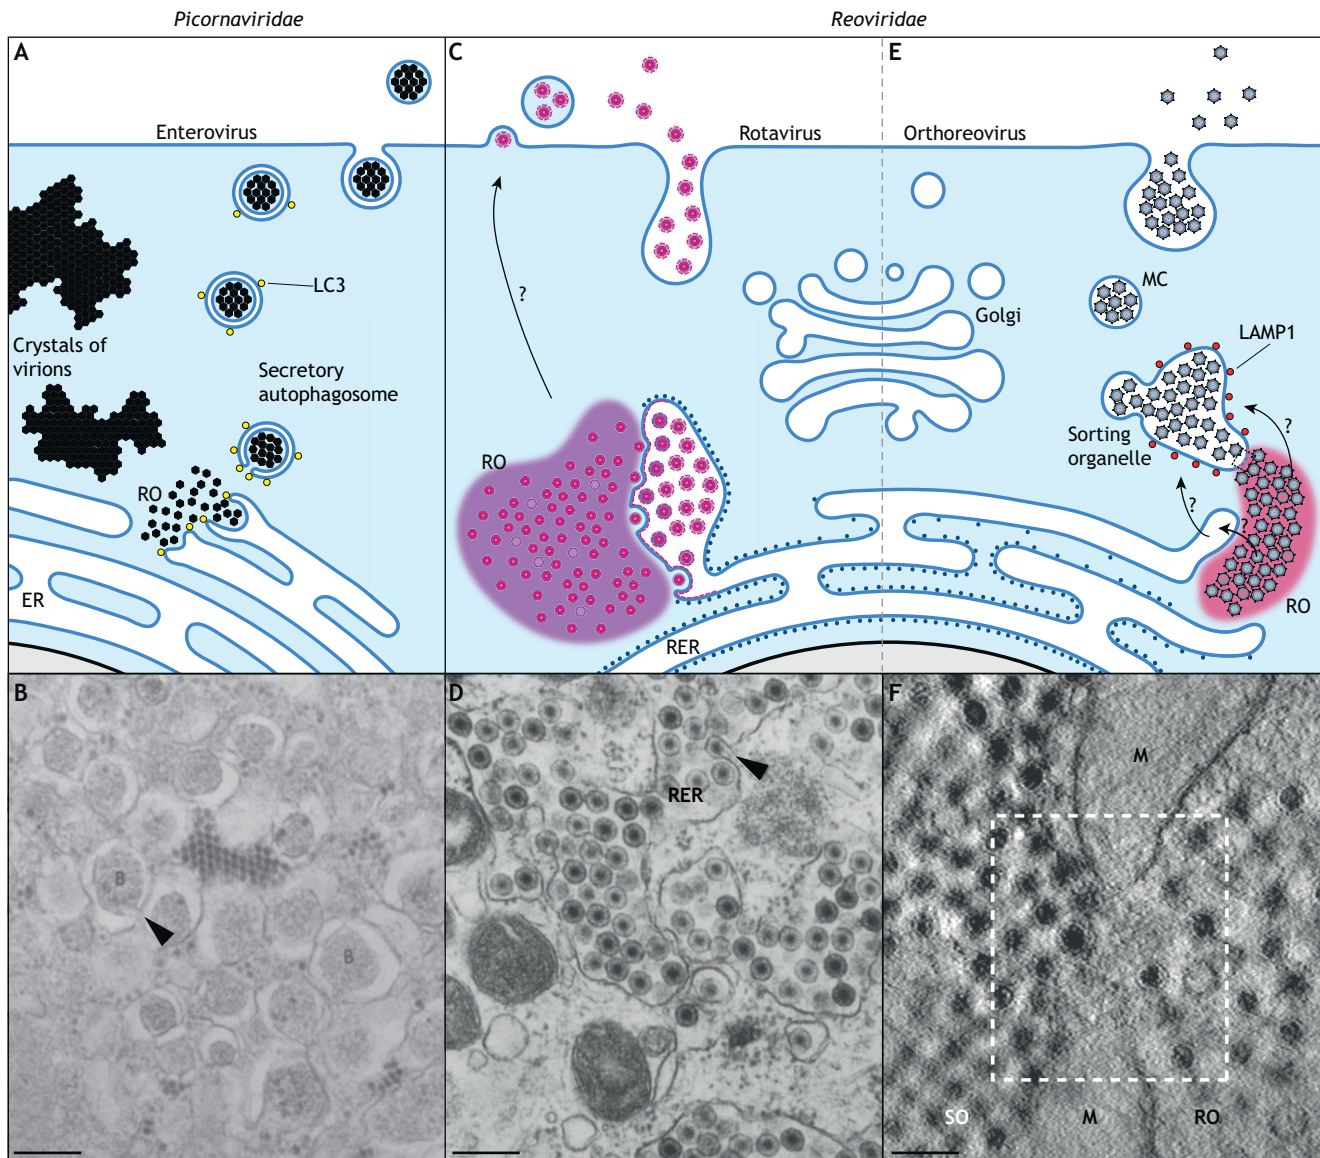 Picornaviridae
Reoviridae
A
Enterovirus
LC3
Crystals of
virions
Secretory
autophagosome
RO
ER
C
Rotavirus
?
RO
Golgi
RER
E
Orthoreovirus
MC
LAMP1
Sorting
organelle
?
?
?
RO
B
B
B
D
RER
F
M
SO
M
RO